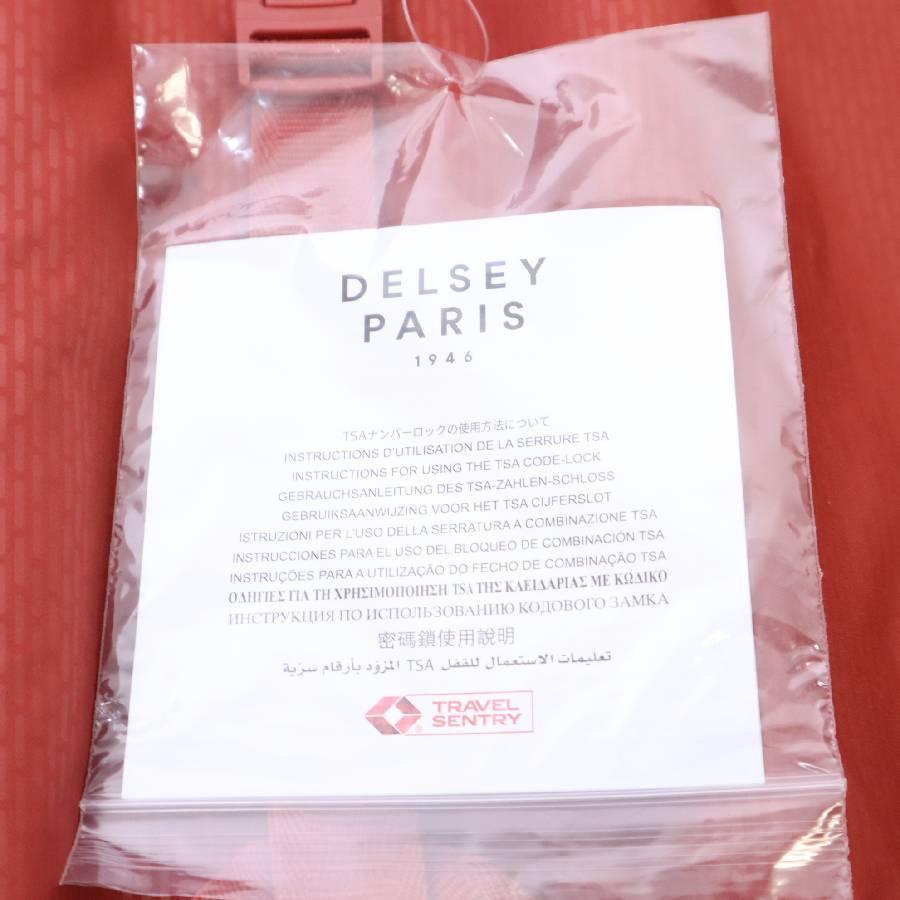 DELSEY
PARIS
1946
TSAナンバーロックの使用方法について
INSTRUCTIONS D'UTILISATION DE LA SERRURE TSA
INSTRUCTIONS FOR USING THE TSA CODE-LOCK
GEBRAUCHSANLEITUNG DES TSA-ZAHLEN-SCHLOSS
GEBRUIKSAANWIJZING VOOR HET TSA CIJFERSLOT
ISTRUZIONI PER L'USO DELLA SERRATURA A COMBINAZIONE TSA
INSTRUCCIONES PARA EL USO DEL BLOQUEO DE COMBINACIÓN TSA
INSTRUÇÕES PARA A UTILIZAÇÃO DO FECHO DE COMBINAÇÃO TSA
ΟΔΗΓΙΕΣ ΓΙΑ ΤΗ ΧΡΗΣΙΜΟΠΟΙΗΣΗ TSA ΤΗΣ ΚΛΕΙΔΑΡΙΑΣ ΜΕ ΚΩΔΙΚΟ
ИНСТРУКЦИЯ ПО ИСПОЛЬЗОВАНИЮ КОДОВОГО ЗАМКА
密碼鎖使用說明
تعليمات الاستعمال للقفل TSA المزوّد بأرقام سرّية
TRAVEL
SENTRY
®